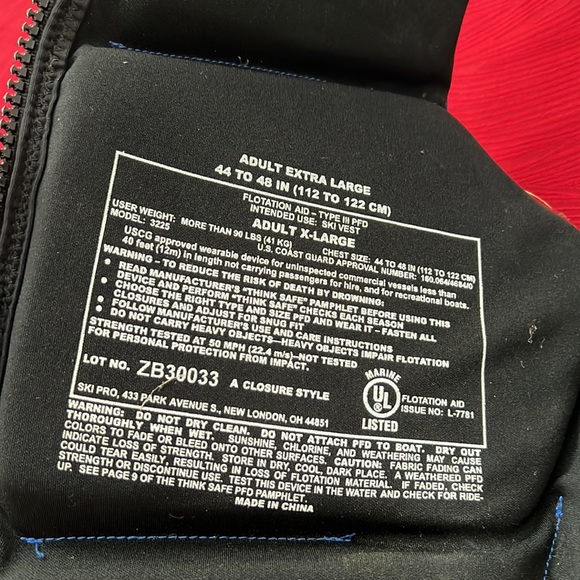 ADULT EXTRA LARGE
44 TO 48 IN (112 TO 122 CM)
FLOTATION AID – TYPE III PFD
INTENDED USE: SKI VEST
ADULT X-LARGE
USER WEIGHT: MORE THAN 90 LBS (41 KG) CHEST SIZE: 44 TO 48 IN (112 TO 122 CM)
MODEL: 3225 U.S. COAST GUARD APPROVAL NUMBER: 160.064/4684/0
USCG approved wearable device for uninspected commercial vessels less than
40 feet (12m) in length not carrying passengers for hire, and for recreational boats.
WARNING – TO REDUCE THE RISK OF DEATH BY DROWNING:
• READ MANUFACTURER'S "THINK SAFE" PAMPHLET BEFORE USING THIS
DEVICE AND PERFORM "THINK SAFE" CHECKS EACH SEASON
• CHOOSE THE RIGHT TYPE AND SIZE PFD AND WEAR IT – FASTEN ALL
CLOSURES AND ADJUST FOR SNUG FIT
• FOLLOW MANUFACTURER'S USE AND CARE INSTRUCTIONS
• DO NOT CARRY HEAVY OBJECTS—HEAVY OBJECTS IMPAIR FLOTATION
STRENGTH TESTED AT 50 MPH (22.4 m/s)–NOT TESTED
FOR PERSONAL PROTECTION FROM IMPACT.
LOT NO. ZB30033 A CLOSURE STYLE
SKI PRO, 433 PARK AVENUE S., NEW LONDON, OH 44851
MARINE
UL
®
LISTED
FLOTATION AID
ISSUE NO: L-7781
WARNING: DO NOT DRY CLEAN. DO NOT ATTACH PFD TO BOAT. DRY OUT
THOROUGHLY WHEN WET. SUNSHINE, CHLORINE, AND WEATHERING MAY CAUSE
COLORS TO FADE OR BLEED ONTO OTHER SURFACES. CAUTION: FABRIC FADING CAN
INDICATE LOSS OF STRENGTH. STORE IN DRY, COOL, DARK PLACE. A WEATHERED PFD
COULD TEAR EASILY, RESULTING IN LOSS OF FLOTATION MATERIAL. IF FADED, CHECK
STRENGTH OR DISCONTINUE USE. TEST THIS DEVICE IN THE WATER AND CHECK FOR RIDE-
UP. SEE PAGE 9 OF THE THINK SAFE PFD PAMPHLET.
MADE IN CHINA